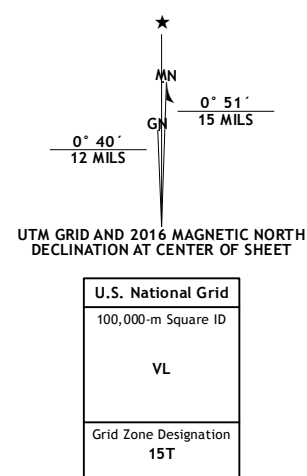 MN
0° 51´
15 MILS
GN
0° 40´
12 MILS
UTM GRID AND 2016 MAGNETIC NORTH
DECLINATION AT CENTER OF SHEET
U.S. National Grid
100,000-m Square ID
VL
Grid Zone Designation
15T